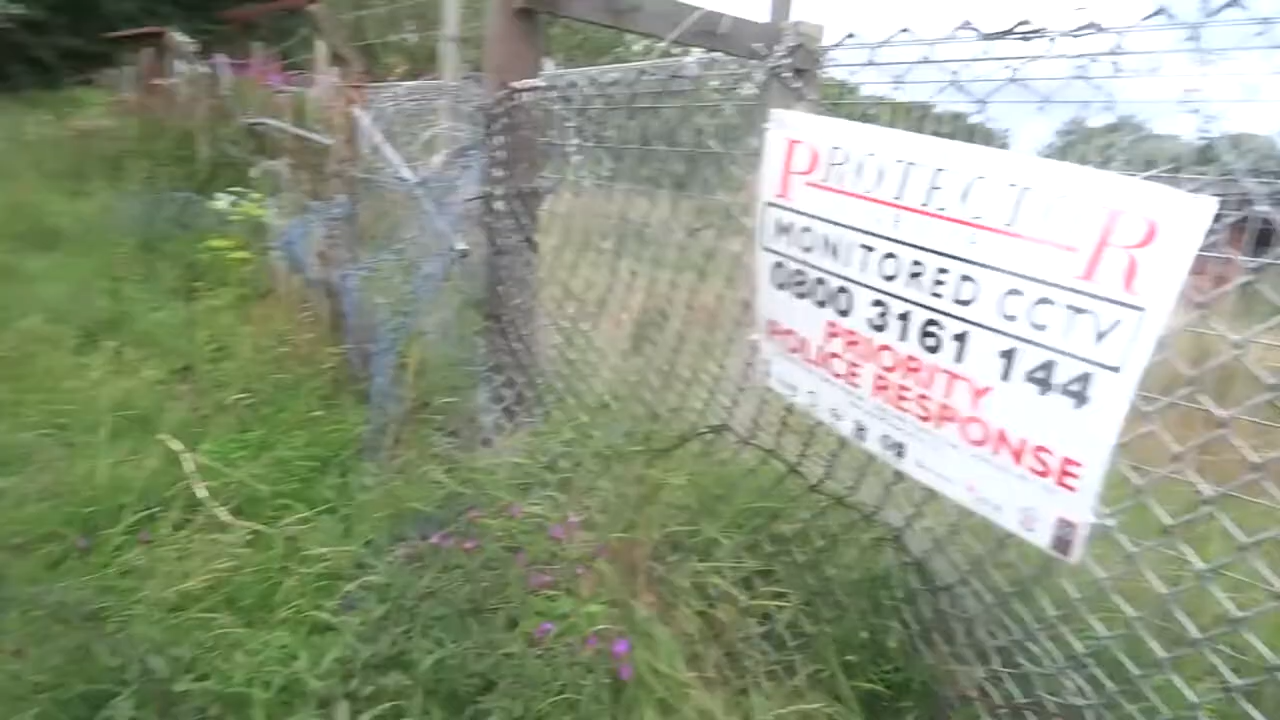 PROTECTOR
MONITORED CCTV
0800 3161 144
PRIORITY
POLICE RESPONSE